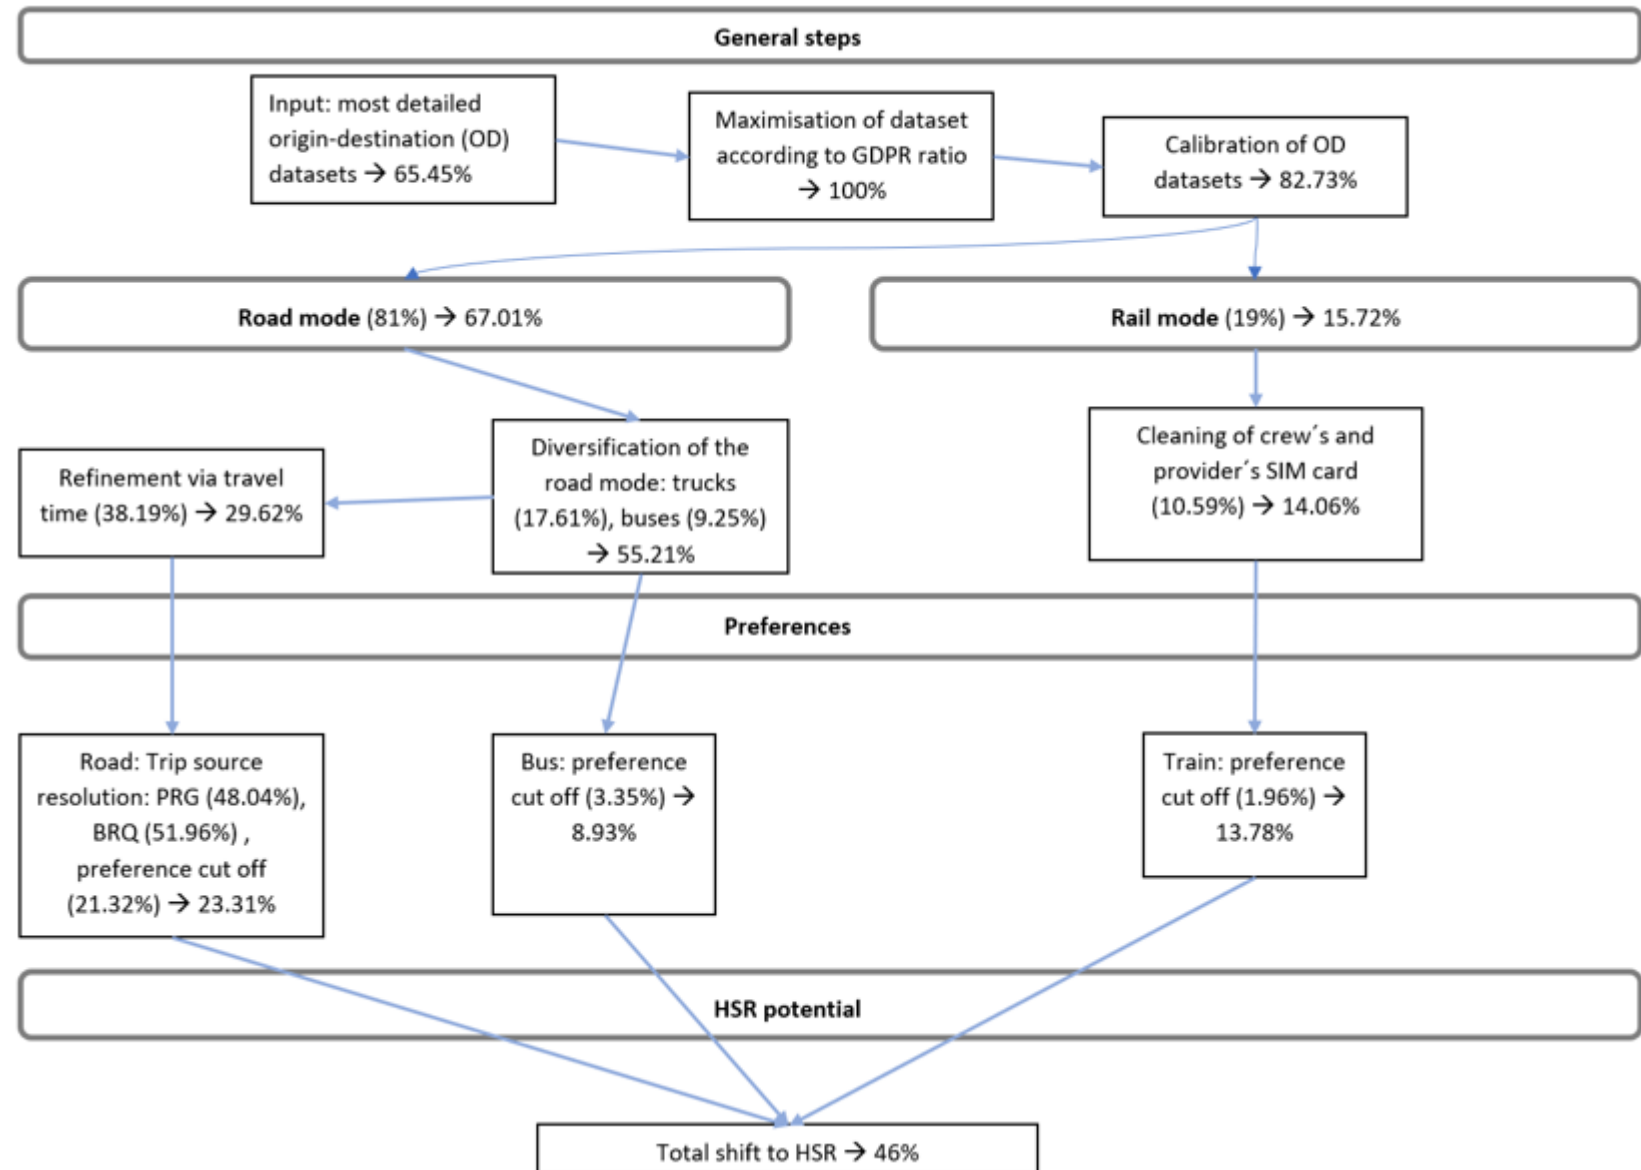 General steps
Input: most detailed
origin-destination (OD)
datasets → 65.45%
Maximisation of dataset
according to GDPR ratio
→ 100%
Calibration of OD
datasets → 82.73%
Road mode (81%) → 67.01%
Rail mode (19%) → 15.72%
Refinement via travel
time (38.19%) → 29.62%
Diversification of the
road mode: trucks
(17.61%), buses (9.25%)
→ 55.21%
Cleaning of crew´s and
provider´s SIM card
(10.59%) → 14.06%
Preferences
Road: Trip source
resolution: PRG (48.04%),
BRQ (51.96%) ,
preference cut off
(21.32%) → 23.31%
Bus: preference
cut off (3.35%) →
8.93%
Train: preference
cut off (1.96%) →
13.78%
HSR potential
Total shift to HSR → 46%